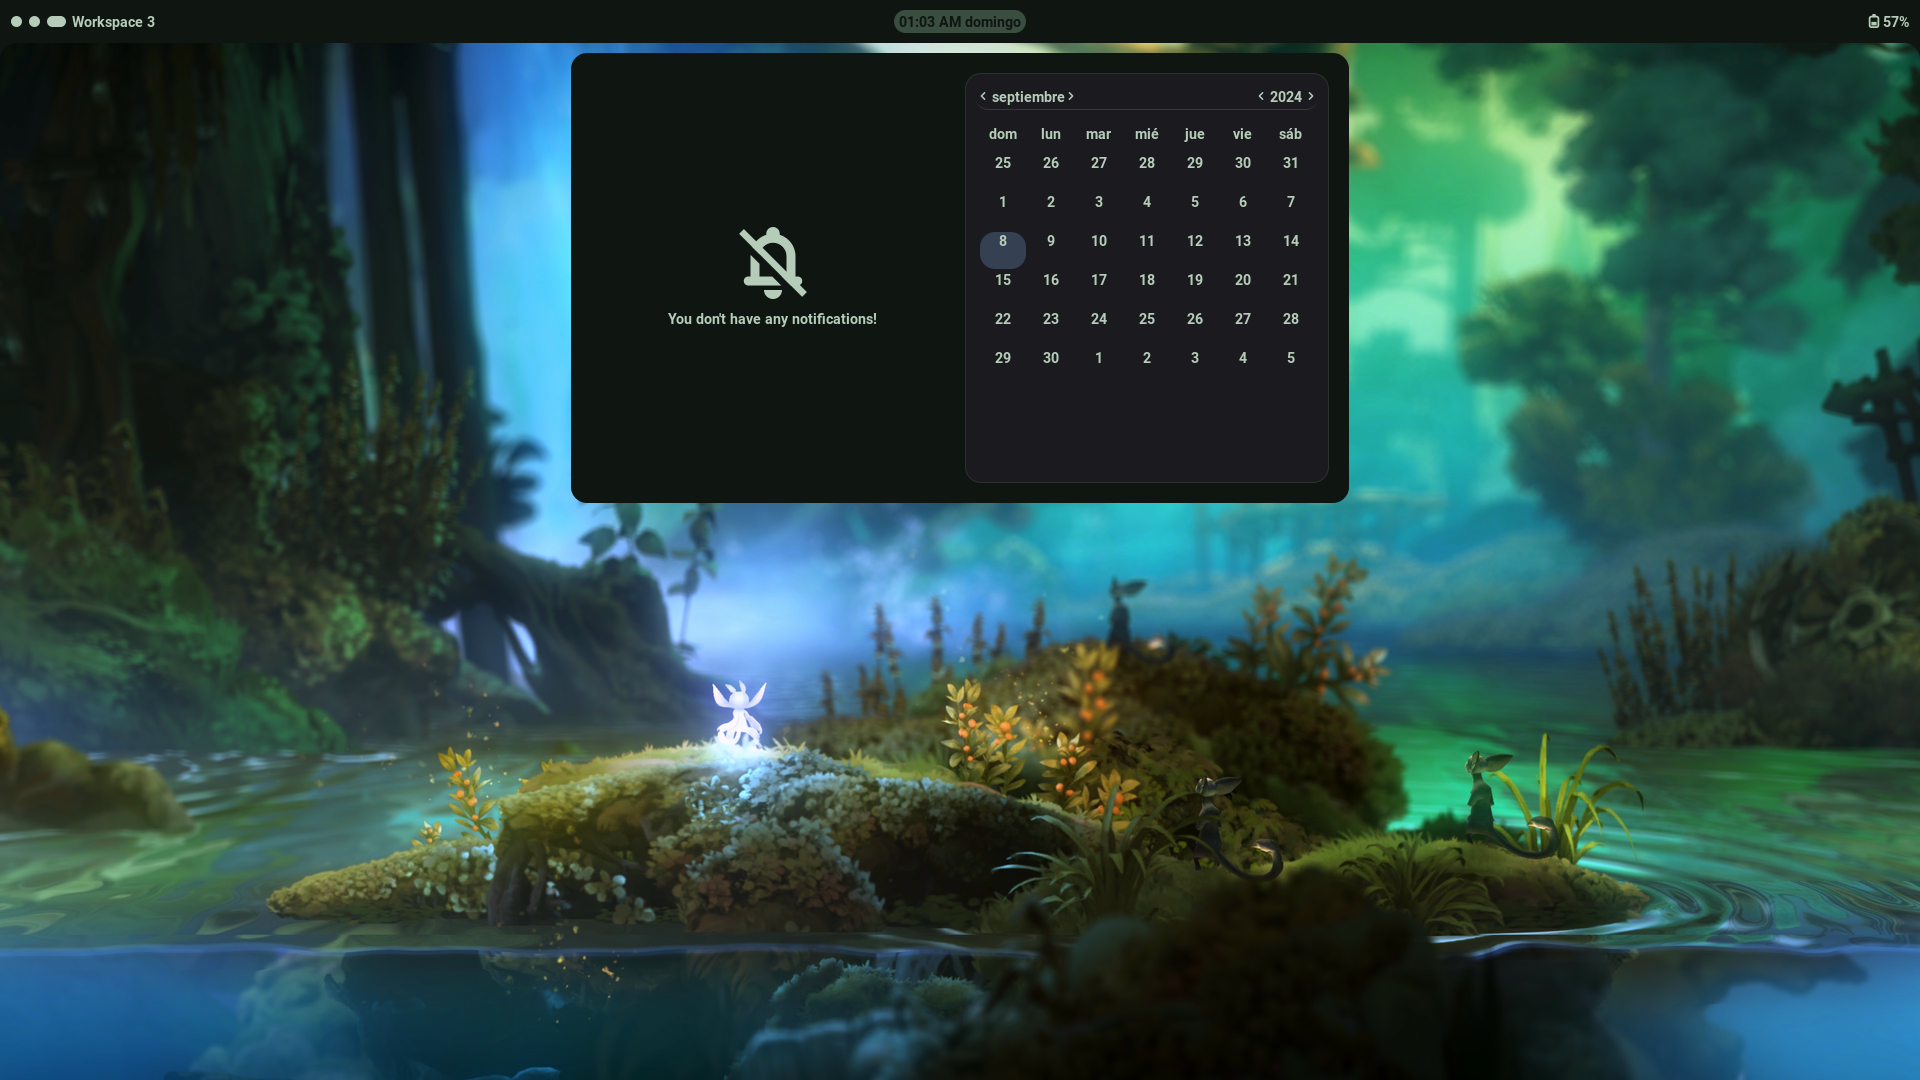 Workspace 3
01:03 AM domingo
57%
septiembre
2024
dom lun mar mié jue vie sáb
25 26 27 28 29 30 31
1 2 3 4 5 6 7
8 9 10 11 12 13 14
15 16 17 18 19 20 21
22 23 24 25 26 27 28
29 30 1 2 3 4 5
You don't have any notifications!